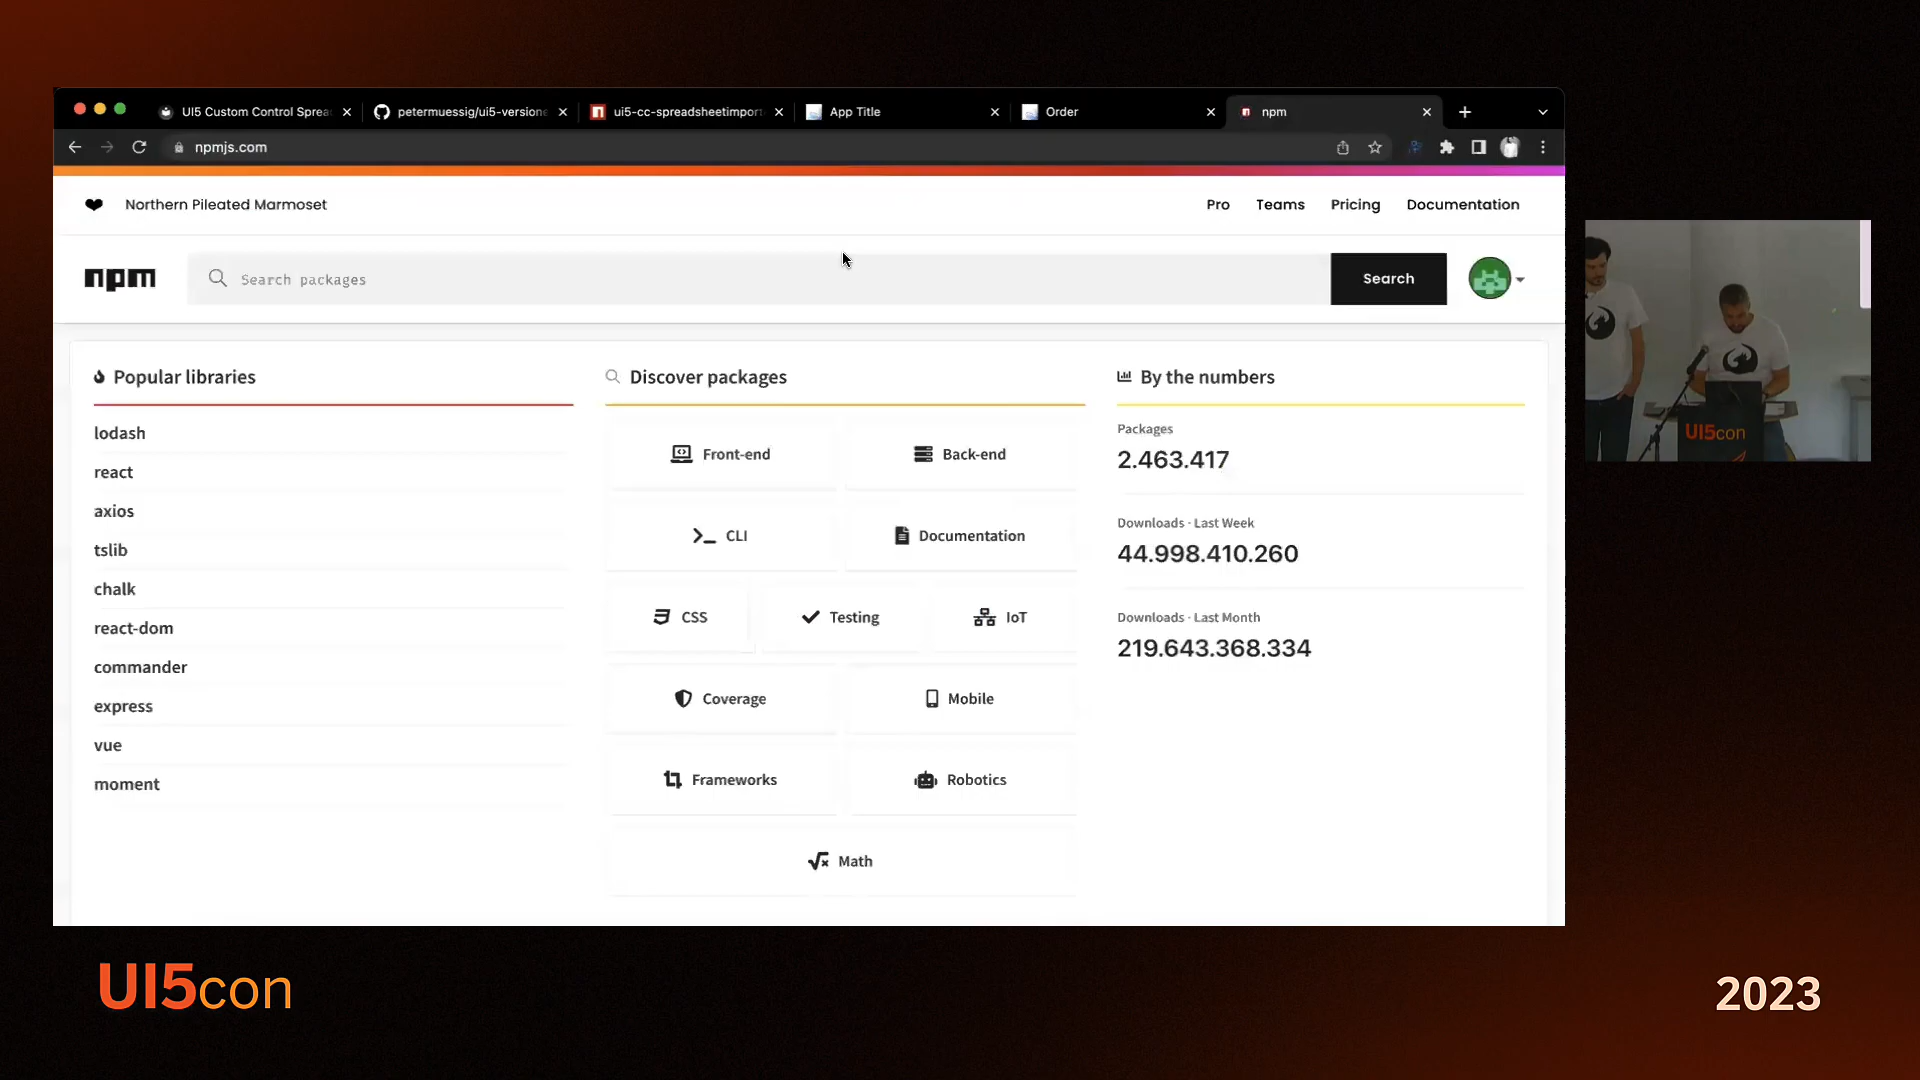 UI5 Custom Control Sprea
petermuessig/ui5-versione
ui5-cc-spreadsheetimport
App Title
Order
npm
npmjs.com
Northern Pileated Marmoset
Pro
Teams
Pricing
Documentation
npm
Search packages
Search
Popular libraries
lodash
react
axios
tslib
chalk
react-dom
commander
express
vue
moment
Discover packages
Front-end
Back-end
CLI
Documentation
CSS
Testing
IoT
Coverage
Mobile
Frameworks
Robotics
Math
By the numbers
Packages
2.463.417
Downloads · Last Week
44.998.410.260
Downloads · Last Month
219.643.368.334
UI5con
UI5con
2023